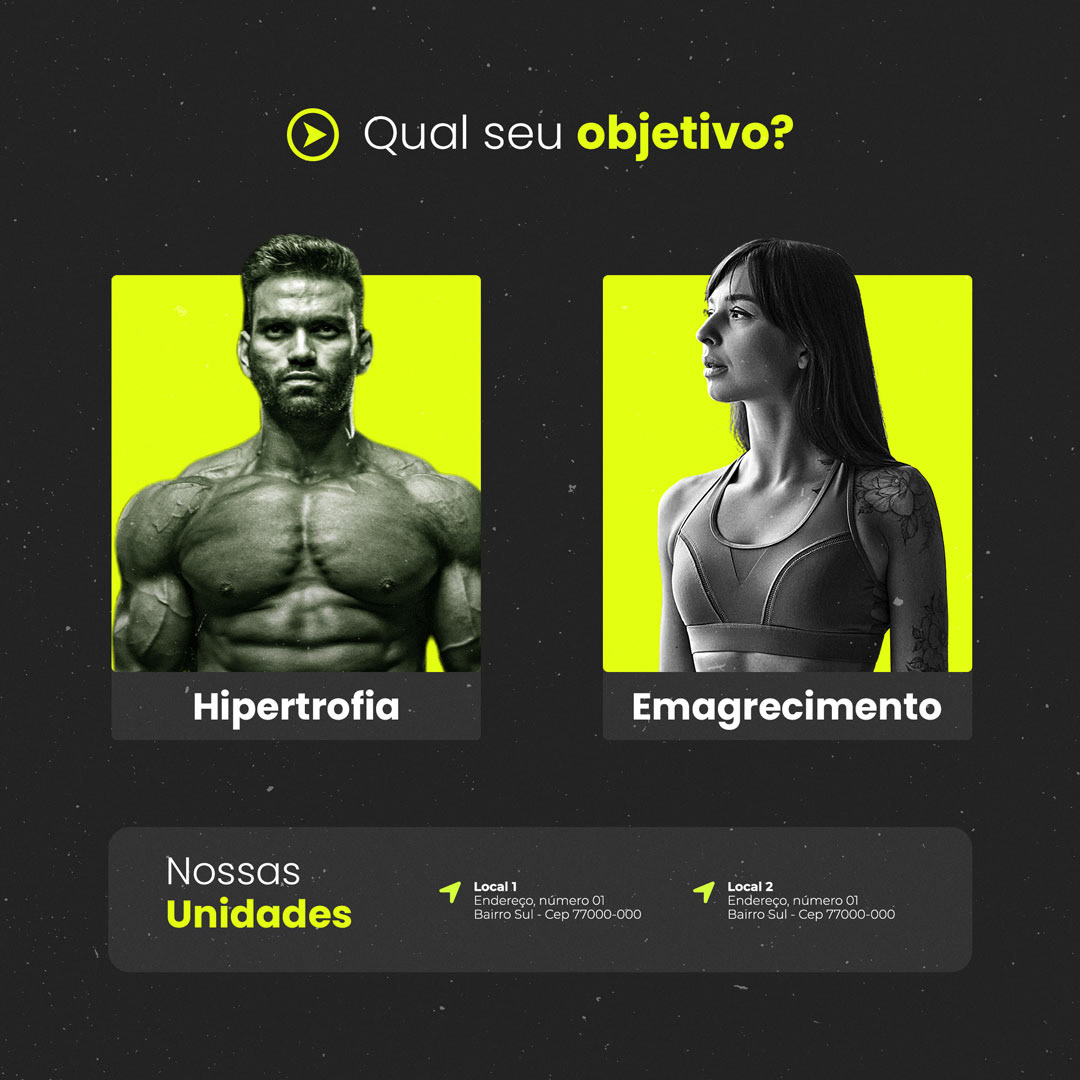 Qual seu objetivo?
Hipertrofia
Emagrecimento
Nossas
Unidades
Local 1
Endereço, número 01
Bairro Sul - Cep 77000-000
Local 2
Endereço, número 01
Bairro Sul - Cep 77000-000